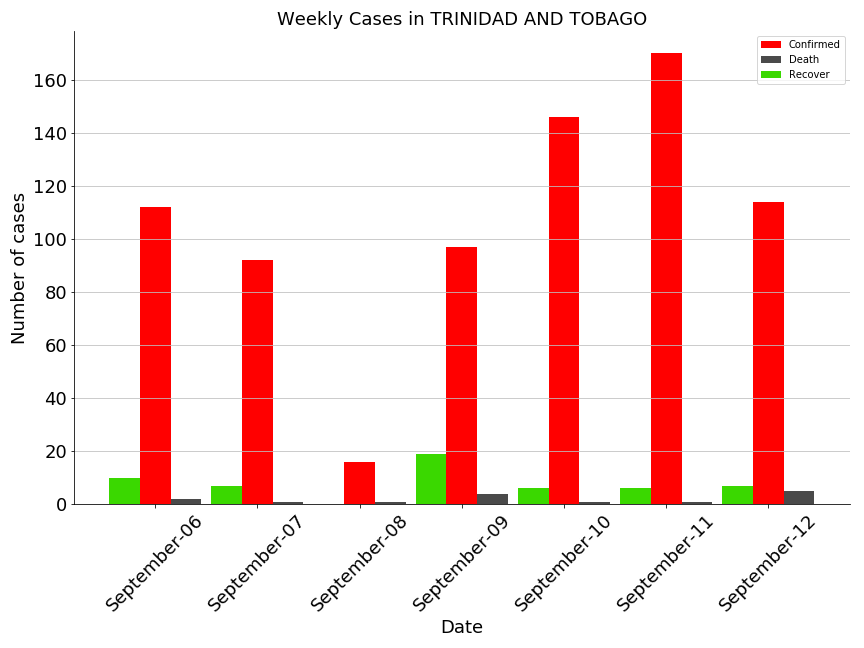 Weekly Cases in TRINIDAD AND TOBAGO
Confirmed
Death
Recover
Number of cases
160
140
120
100
80
60
40
20
0
September-06
September-07
September-08
September-09
September-10
September-11
September-12
Date